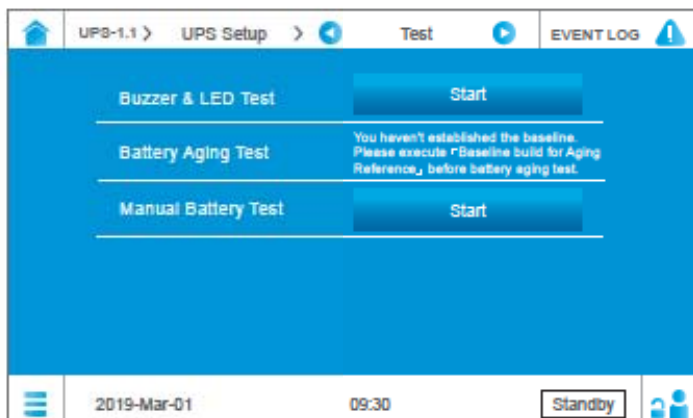 UPS-1.1 > UPS Setup > Test EVENT LOG
Buzzer & LED Test Start
Battery Aging Test
You haven't established the baseline.
Please execute「Baseline build for Aging
Reference」before battery aging test.
Manual Battery Test Start
2019-Mar-01 09:30 Standby